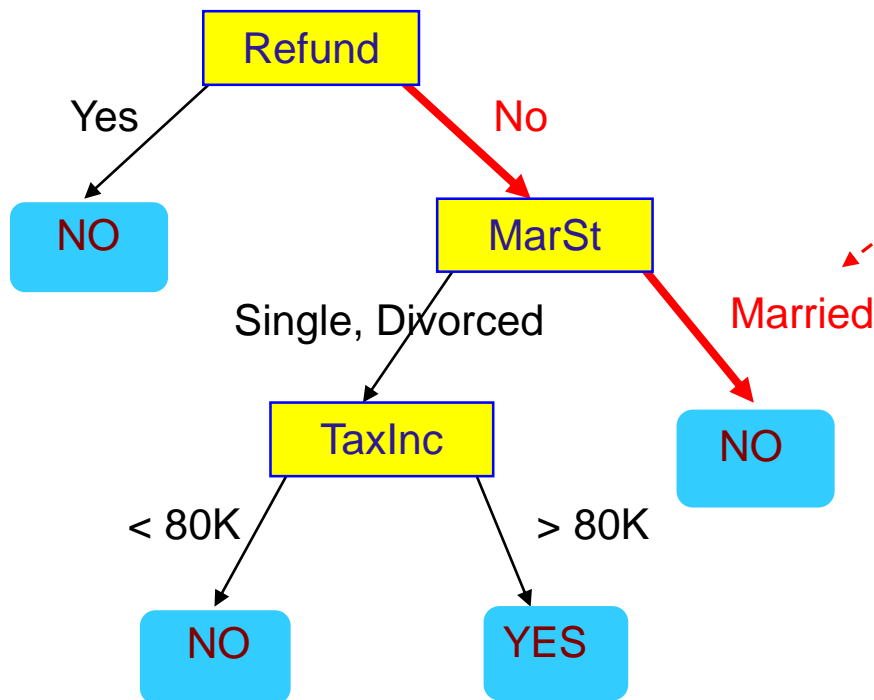 Refund
Yes
No
NO
MarSt
Single, Divorced
Married
TaxInc
NO
< 80K
> 80K
NO
YES